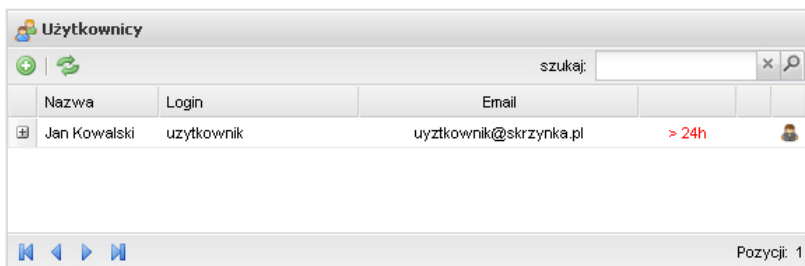 Użytkownicy
szukaj:
Nazwa Login Email
Jan Kowalski uzytkownik uyztkownik@skrzynka.pl > 24h
Pozycji: 1